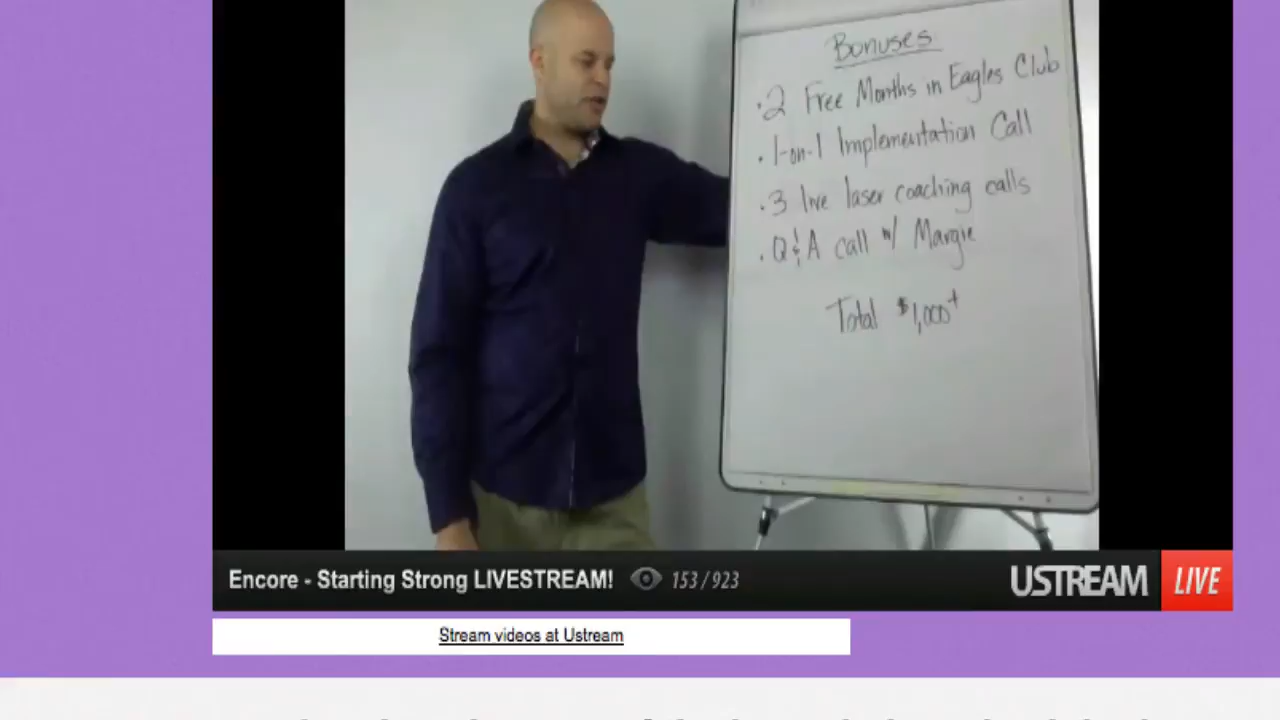 Bonuses
· 2 Free Months in Eagles Club
· 1-on-1 Implementation Call
· 3 live laser coaching calls
· Q & A call w/ Margie
Total $1,000+
Encore - Starting Strong LIVESTREAM! 153 / 923 USTREAM LIVE
Stream videos at Ustream